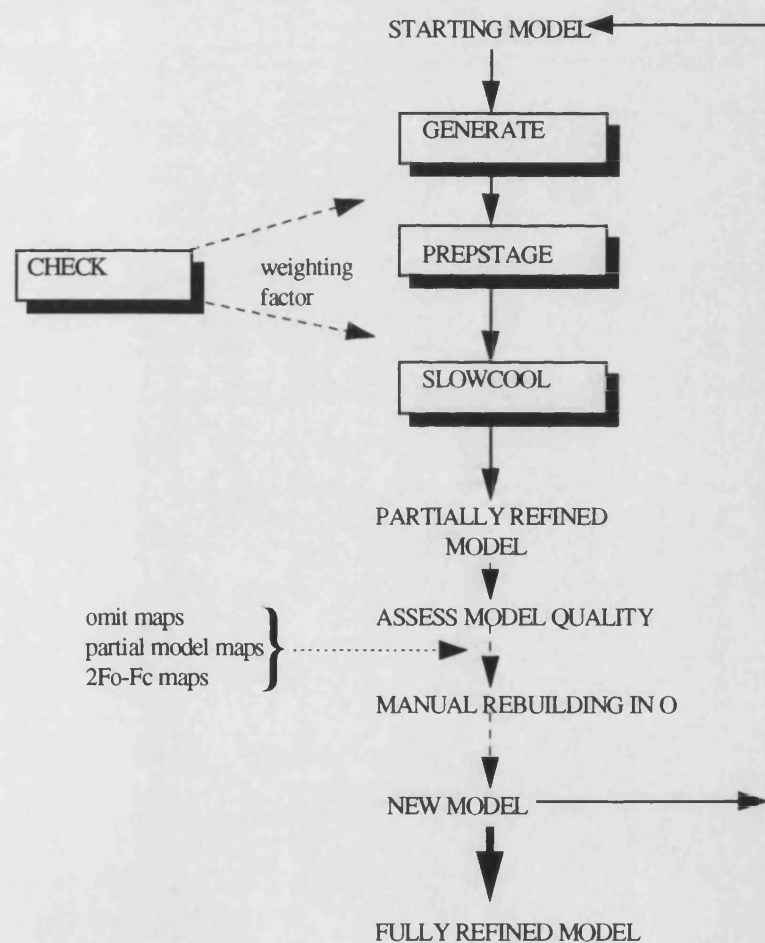 STARTING MODEL
GENERATE
PREPSTAGE
CHECK
weighting
factor
SLOWCOOL
PARTIALLY REFINED
MODEL
ASSESS MODEL QUALITY
omit maps
partial model maps
2Fo-Fc maps
MANUAL REBUILDING IN O
NEW MODEL
FULLY REFINED MODEL